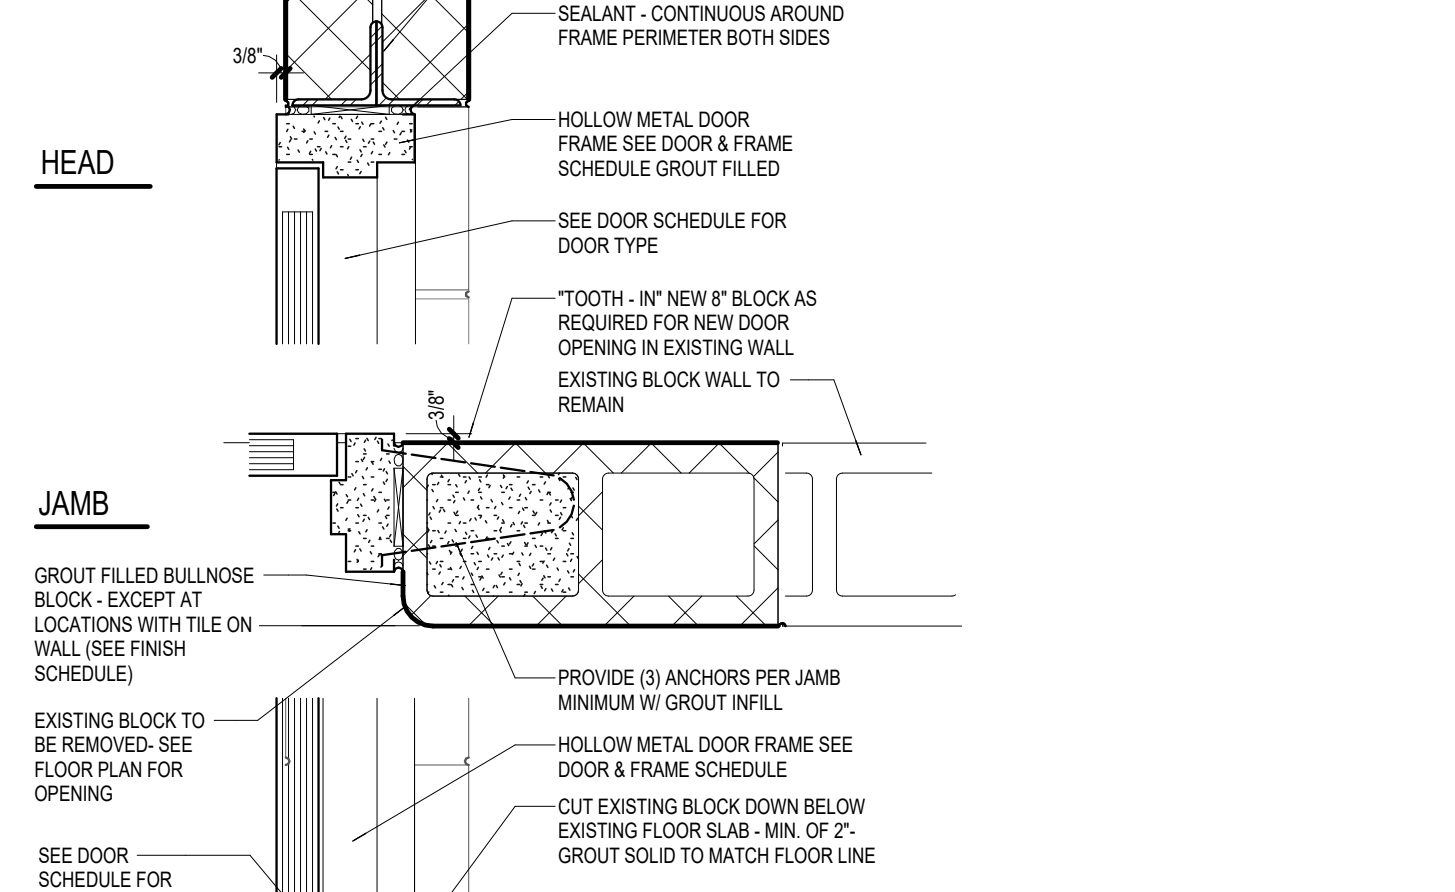 SEALANT - CONTINUOUS AROUND
FRAME PERIMETER BOTH SIDES
3/8"
HOLLOW METAL DOOR
FRAME SEE DOOR & FRAME
SCHEDULE GROUT FILLED
HEAD
SEE DOOR SCHEDULE FOR
DOOR TYPE
"TOOTH - IN" NEW 8" BLOCK AS
REQUIRED FOR NEW DOOR
OPENING IN EXISTING WALL
EXISTING BLOCK WALL TO
REMAIN
3/8"
JAMB
GROUT FILLED BULLNOSE
BLOCK - EXCEPT AT
LOCATIONS WITH TILE ON
WALL (SEE FINISH
SCHEDULE)
PROVIDE (3) ANCHORS PER JAMB
MINIMUM W/ GROUT INFILL
EXISTING BLOCK TO
BE REMOVED- SEE
FLOOR PLAN FOR
OPENING
HOLLOW METAL DOOR FRAME SEE
DOOR & FRAME SCHEDULE
CUT EXISTING BLOCK DOWN BELOW
EXISTING FLOOR SLAB - MIN. OF 2"-
GROUT SOLID TO MATCH FLOOR LINE
SEE DOOR
SCHEDULE FOR